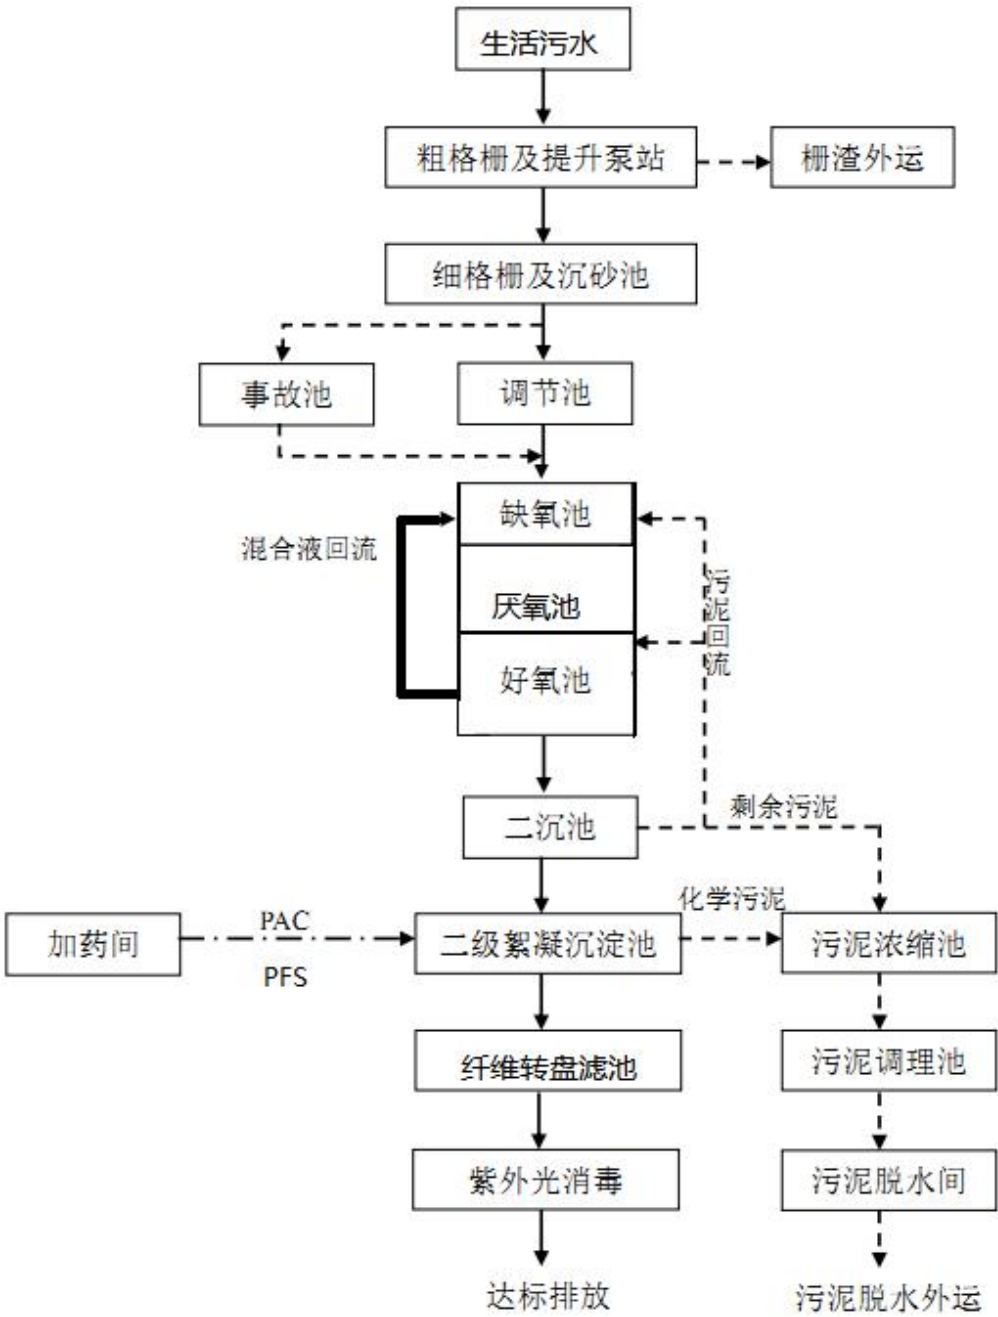 生活污水
粗格栅及提升泵站
栅渣外运
细格栅及沉砂池
事故池
调节池
缺氧池
混合液回流
厌氧池
污泥回流
好氧池
二沉池
剩余污泥
化学污泥
加药间
PAC
PFS
二级絮凝沉淀池
污泥浓缩池
纤维转盘滤池
污泥调理池
紫外光消毒
污泥脱水间
达标排放
污泥脱水外运